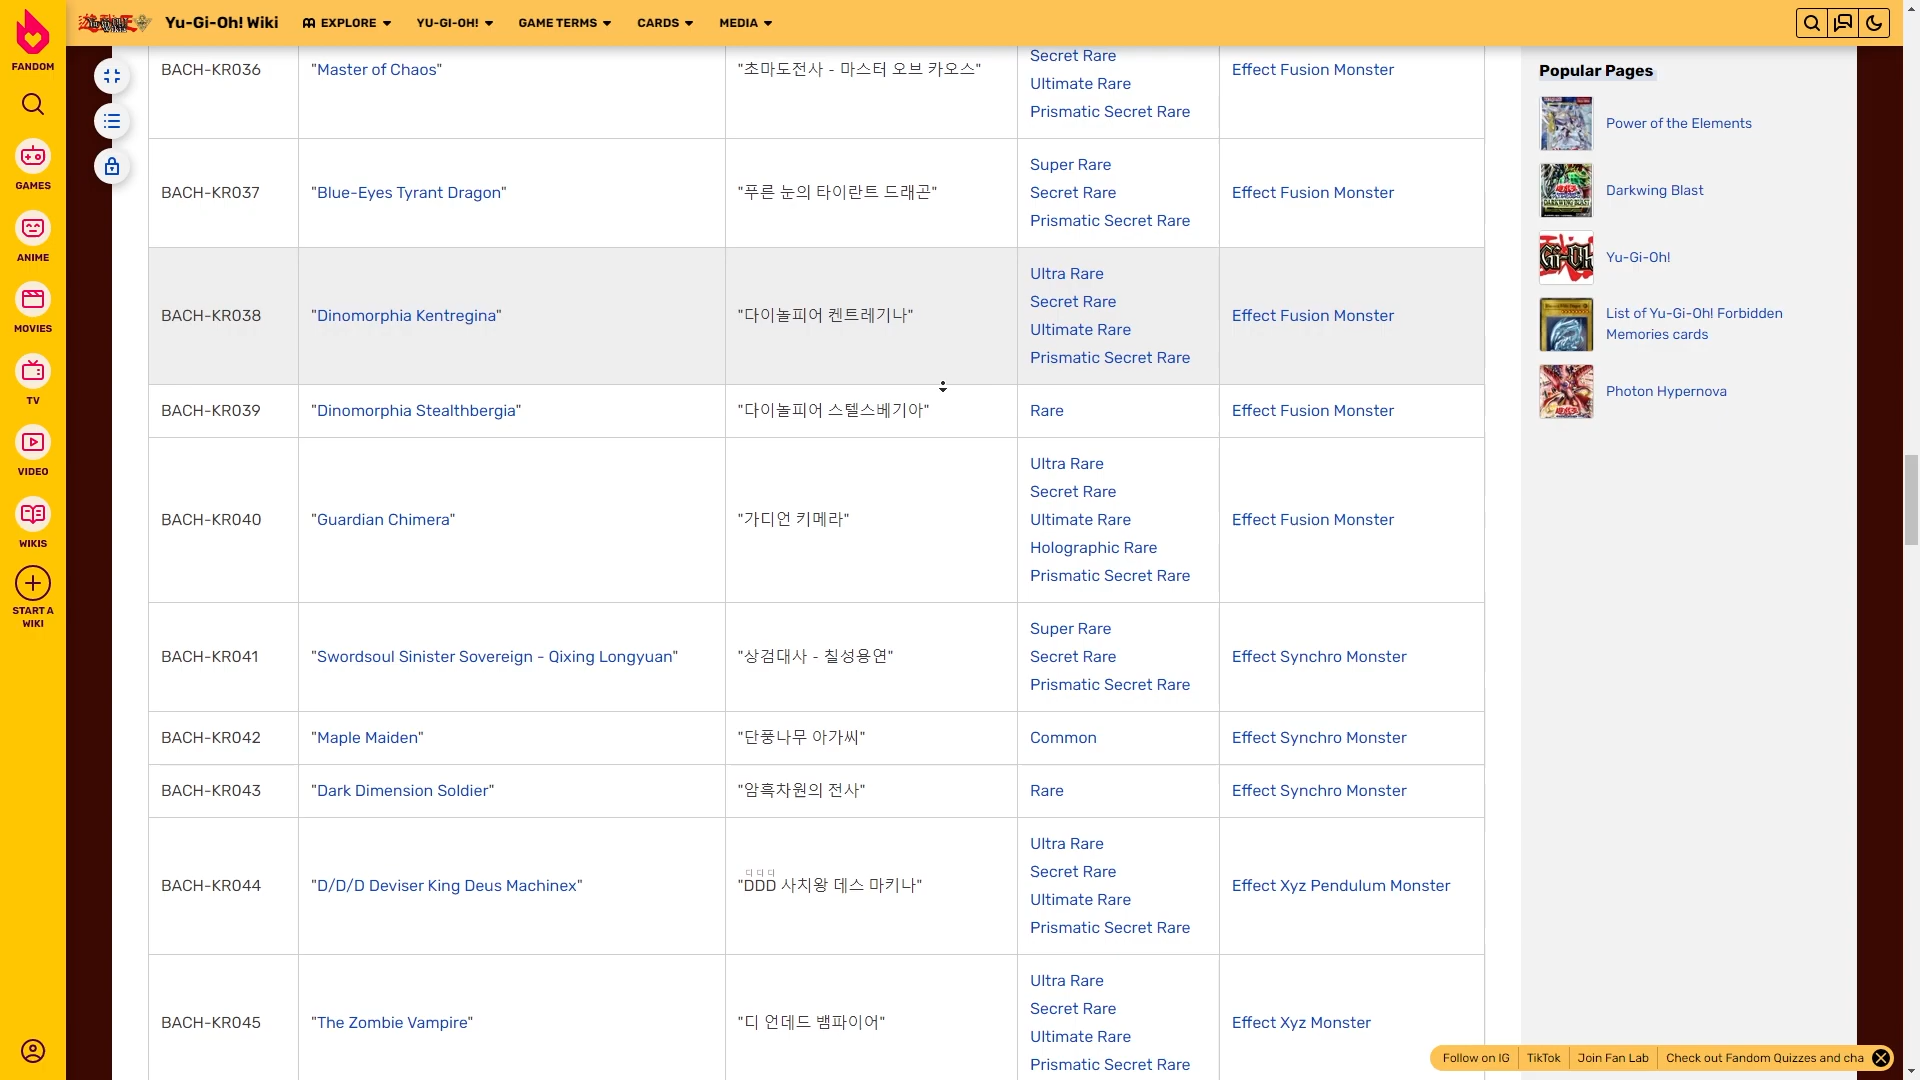 FANDOM
GAMES
ANIME
MOVIES
TV
VIDEO
WIKIS
START A
WIKI
Yu-Gi-Oh! Wiki
EXPLORE
YU-GI-OH!
GAME TERMS
CARDS
MEDIA
BACH-KR036
"Master of Chaos"
"초마도전사 - 마스터 오브 카오스"
Secret Rare
Ultimate Rare
Prismatic Secret Rare
Effect Fusion Monster
BACH-KR037
"Blue-Eyes Tyrant Dragon"
"푸른 눈의 타이란트 드래곤"
Super Rare
Secret Rare
Prismatic Secret Rare
Effect Fusion Monster
BACH-KR038
"Dinomorphia Kentregina"
"다이놀피어 켄트레기나"
Ultra Rare
Secret Rare
Ultimate Rare
Prismatic Secret Rare
Effect Fusion Monster
BACH-KR039
"Dinomorphia Stealthbergia"
"다이놀피어 스텔스베기아"
Rare
Effect Fusion Monster
BACH-KR040
"Guardian Chimera"
"가디언 키메라"
Ultra Rare
Secret Rare
Ultimate Rare
Holographic Rare
Prismatic Secret Rare
Effect Fusion Monster
BACH-KR041
"Swordsoul Sinister Sovereign - Qixing Longyuan"
"상검대사 - 칠성용연"
Super Rare
Secret Rare
Prismatic Secret Rare
Effect Synchro Monster
BACH-KR042
"Maple Maiden"
"단풍나무 아가씨"
Common
Effect Synchro Monster
BACH-KR043
"Dark Dimension Soldier"
"암흑차원의 전사"
Rare
Effect Synchro Monster
BACH-KR044
"D/D/D Deviser King Deus Machinex"
디디디
"DDD 사치왕 데스 마키나"
Ultra Rare
Secret Rare
Ultimate Rare
Prismatic Secret Rare
Effect Xyz Pendulum Monster
BACH-KR045
"The Zombie Vampire"
"디 언데드 뱀파이어"
Ultra Rare
Secret Rare
Ultimate Rare
Prismatic Secret Rare
Effect Xyz Monster
Popular Pages
Power of the Elements
Darkwing Blast
Yu-Gi-Oh!
List of Yu-Gi-Oh! Forbidden
Memories cards
Photon Hypernova
Follow on IG
TikTok
Join Fan Lab
Check out Fandom Quizzes and cha